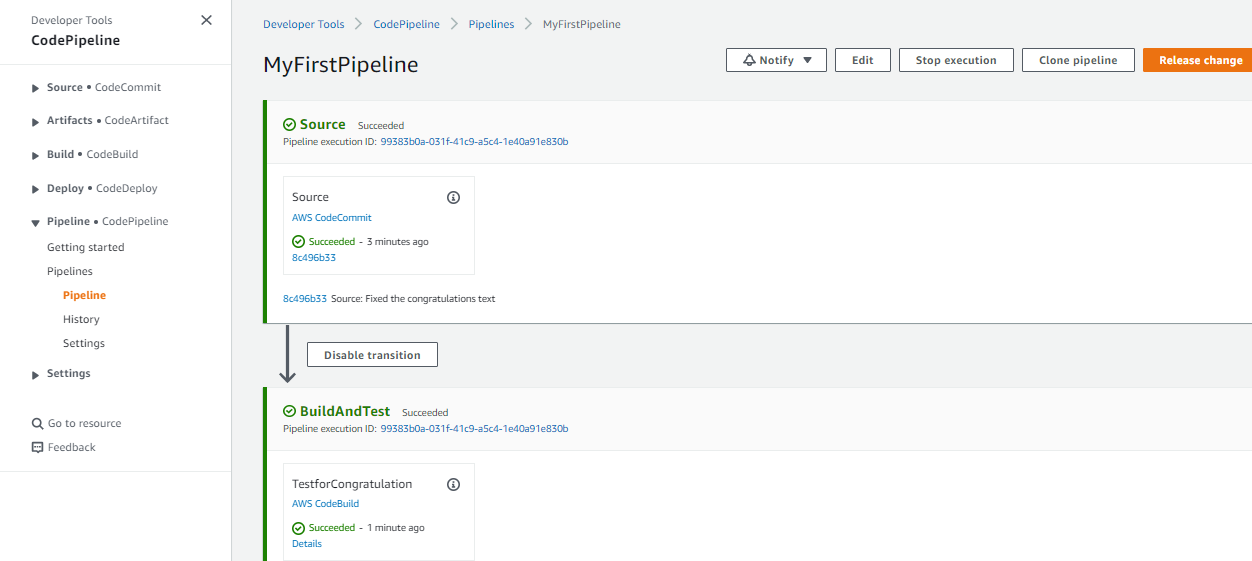 Developer Tools
CodePipeline
Source • CodeCommit
Artifacts • CodeArtifact
Build • CodeBuild
Deploy • CodeDeploy
Pipeline • CodePipeline
Getting started
Pipelines
Pipeline
History
Settings
Settings
Go to resource
Feedback
Developer Tools > CodePipeline > Pipelines > MyFirstPipeline
MyFirstPipeline
Notify
Edit
Stop execution
Clone pipeline
Release change
Source Succeeded
Pipeline execution ID: 99383b0a-031f-41c9-a5c4-1e40a91e830b
Source
AWS CodeCommit
Succeeded - 3 minutes ago
8c496b33
8c496b33 Source: Fixed the congratulations text
Disable transition
BuildAndTest Succeeded
Pipeline execution ID: 99383b0a-031f-41c9-a5c4-1e40a91e830b
TestforCongratulation
AWS CodeBuild
Succeeded - 1 minute ago
Details